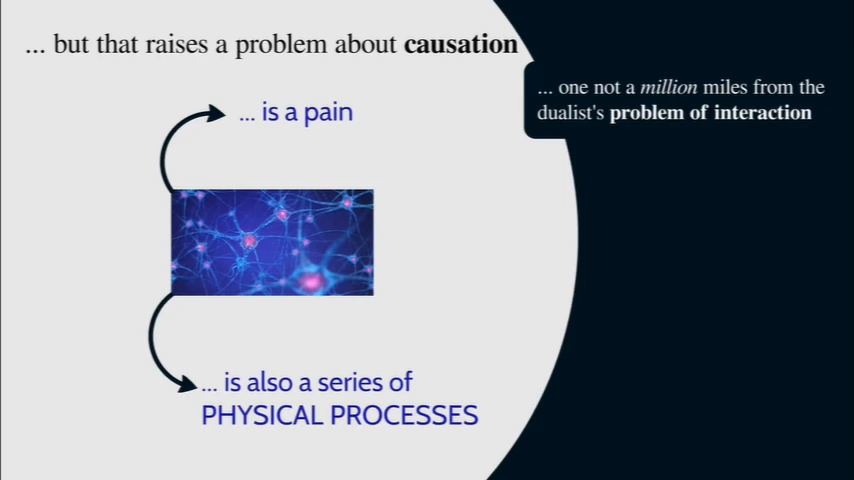 ... but that raises a problem about causation
... one not a million miles from the
dualist's problem of interaction
... is a pain
... is also a series of
PHYSICAL PROCESSES